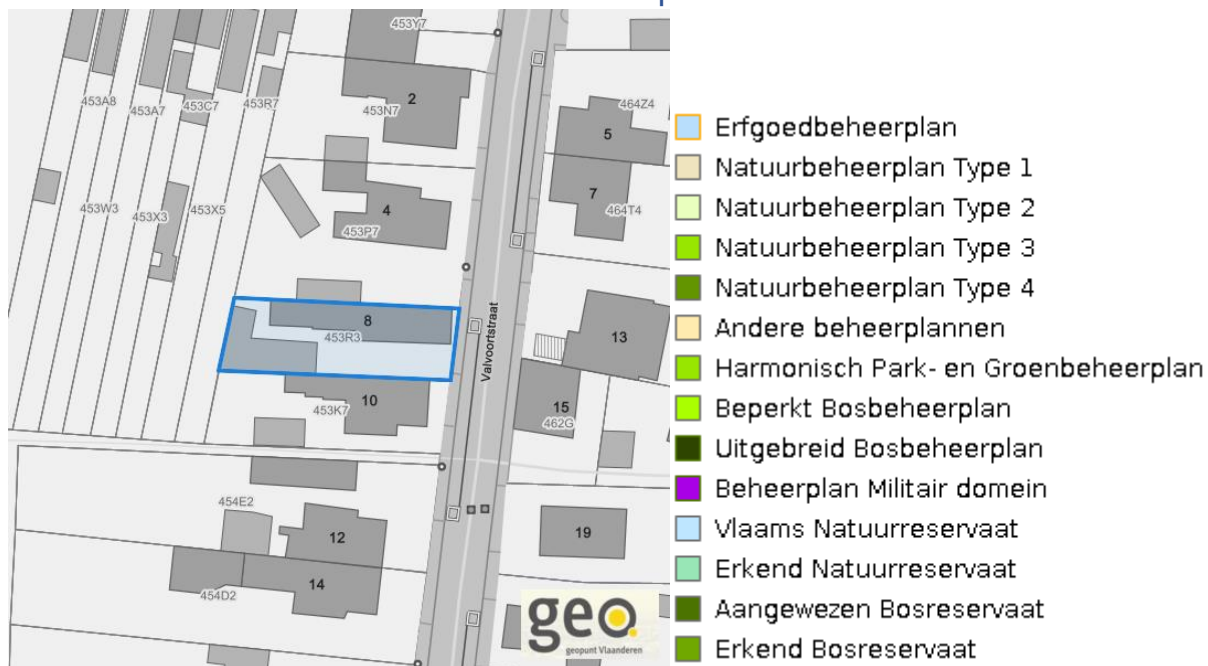 453Y7
453A8
453A7
453C7
453R7
453N7
2
464Z4
5
7
464T4
453W3
453X3
453X5
4
453P7
8
453R3
Valvoortstraat
13
10
453K7
15
462G
454E2
12
19
14
454D2
geo.
geopunt Vlaanderen
Erfgoedbeheerplan
Natuurbeheerplan Type 1
Natuurbeheerplan Type 2
Natuurbeheerplan Type 3
Natuurbeheerplan Type 4
Andere beheerplannen
Harmonisch Park- en Groenbeheerplan
Beperkt Bosbeheerplan
Uitgebreid Bosbeheerplan
Beheerplan Militair domein
Vlaams Natuurreservaat
Erkend Natuurreservaat
Aangewezen Bosreservaat
Erkend Bosreservaat